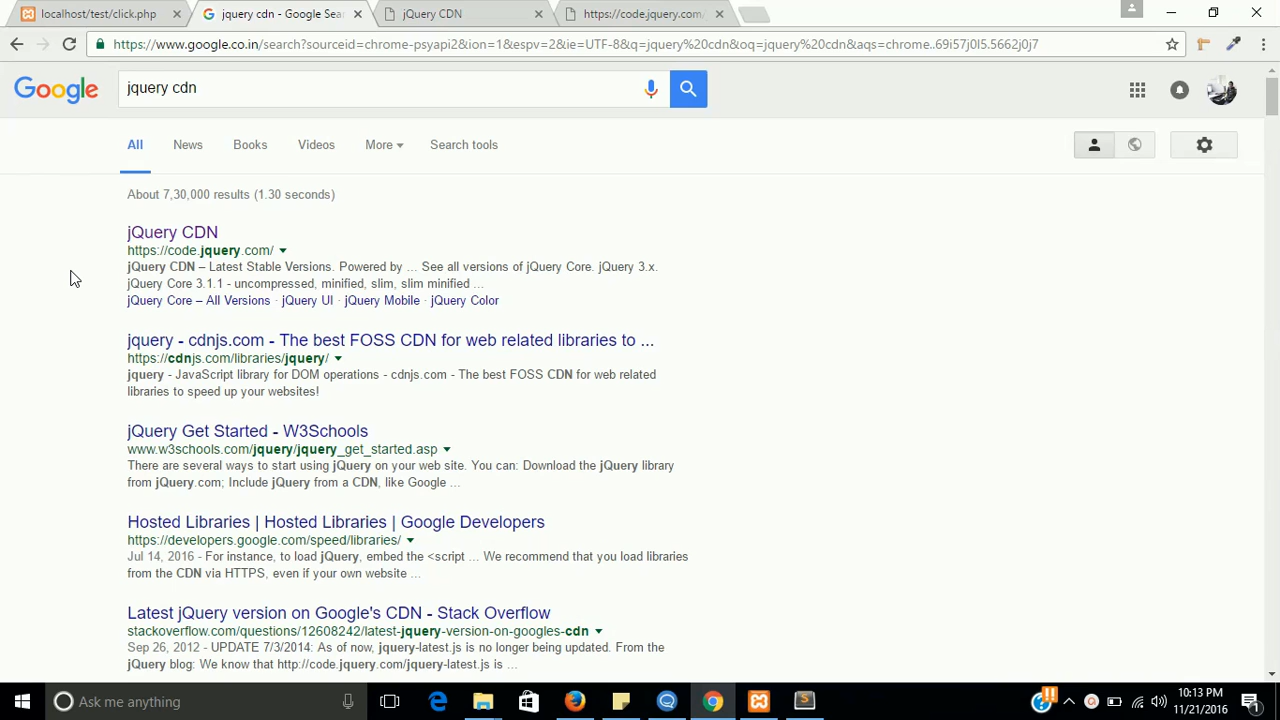 localhost/test/click.php
jquery cdn - Google Sea
jQuery CDN
https://code.jquery.com/
https://www.google.co.in/search?sourceid=chrome-psyapi2&ion=1&espv=2&ie=UTF-8&q=jquery%20cdn&oq=jquery%20cdn&aqs=chrome..69i57j0l5.5662j0j7
Google
jquery cdn
All News Books Videos More Search tools
About 7,30,000 results (1.30 seconds)
jQuery CDN
https://code.jquery.com/
jQuery CDN – Latest Stable Versions. Powered by ... See all versions of jQuery Core. jQuery 3.x.
jQuery Core 3.1.1 - uncompressed, minified, slim, slim minified ...
jQuery Core – All Versions · jQuery UI · jQuery Mobile · jQuery Color
jquery - cdnjs.com - The best FOSS CDN for web related libraries to ...
https://cdnjs.com/libraries/jquery/
jquery - JavaScript library for DOM operations - cdnjs.com - The best FOSS CDN for web related
libraries to speed up your websites!
jQuery Get Started - W3Schools
www.w3schools.com/jquery/jquery_get_started.asp
There are several ways to start using jQuery on your web site. You can: Download the jQuery library
from jQuery.com; Include jQuery from a CDN, like Google ...
Hosted Libraries | Hosted Libraries | Google Developers
https://developers.google.com/speed/libraries/
Jul 14, 2016 - For instance, to load jQuery, embed the <script ... We recommend that you load libraries
from the CDN via HTTPS, even if your own website ...
Latest jQuery version on Google's CDN - Stack Overflow
stackoverflow.com/questions/12608242/latest-jquery-version-on-googles-cdn
Sep 26, 2012 - UPDATE 7/3/2014: As of now, jquery-latest.js is no longer being updated. From the
jQuery blog: We know that http://code.jquery.com/jquery-latest.js is ...
Ask me anything
10:13 PM
11/21/2016